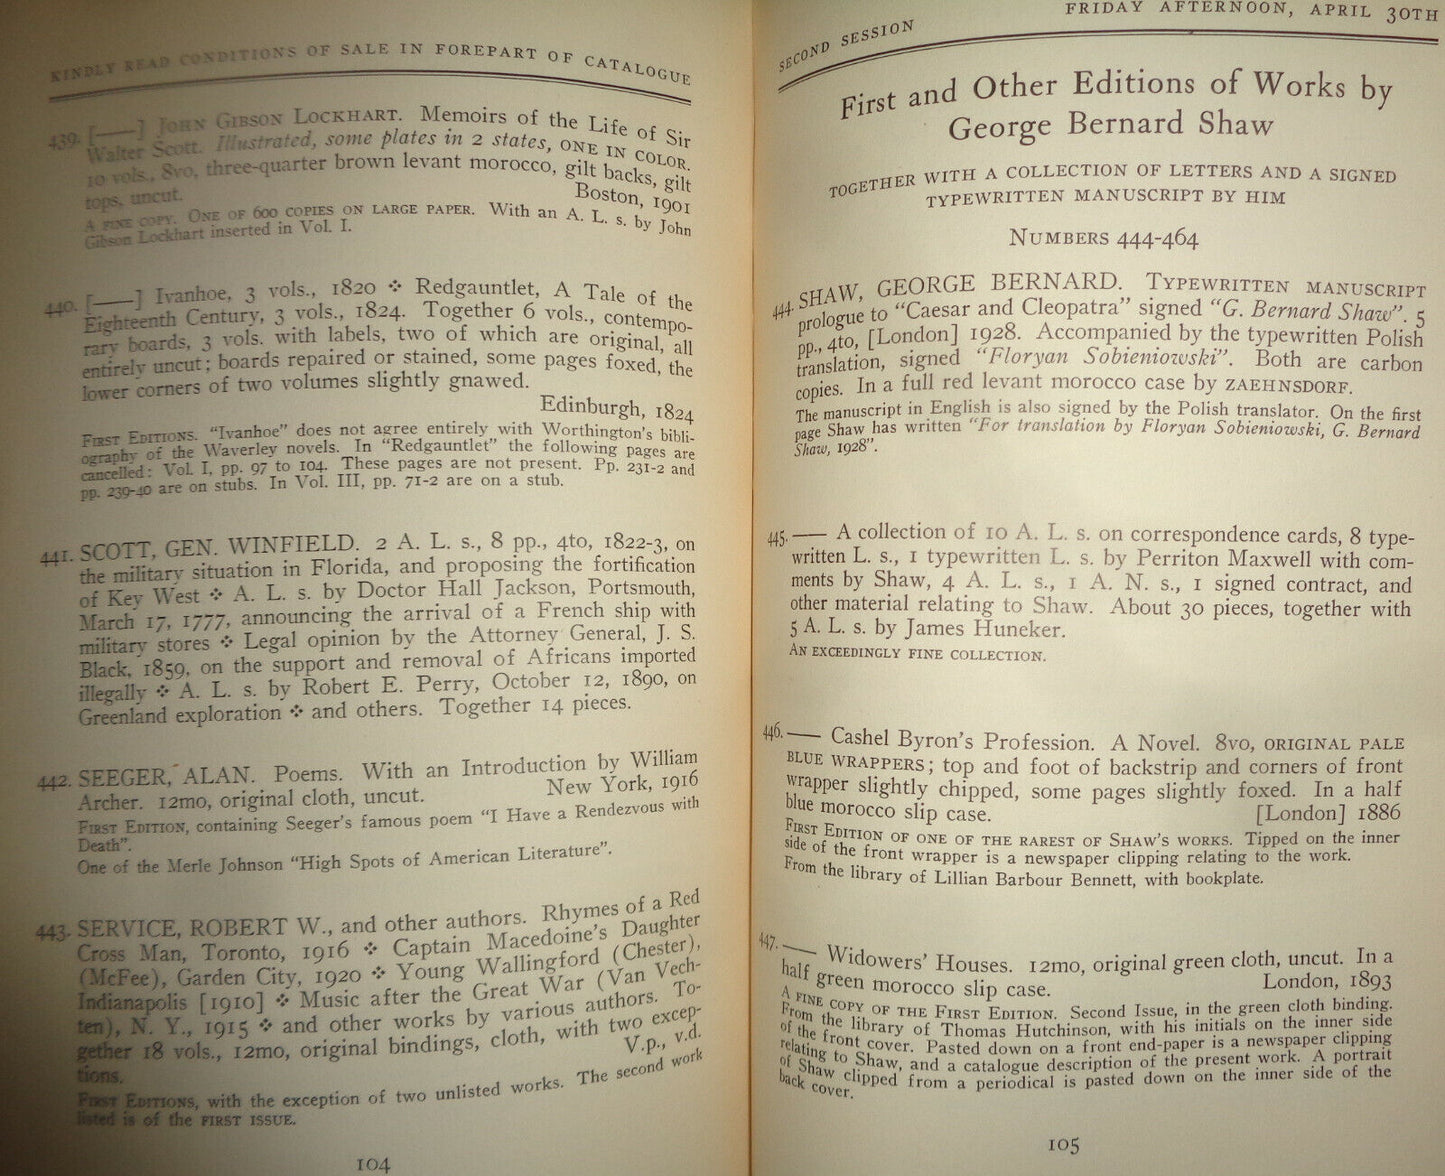 KINDLY READ CONDITIONS OF SALE IN FOREPART OF CATALOGUE
439. [——] JOHN GIBSON LOCKHART. Memoirs of the Life of Sir
Walter Scott. Illustrated, some plates in 2 states, ONE IN COLOR.
10 vols., 8vo, three-quarter brown levant morocco, gilt backs, gilt
tops, uncut.
Boston, 1901
A FINE COPY. ONE OF 600 COPIES ON LARGE PAPER. With an A. L. s. by John
Gibson Lockhart inserted in Vol. I.
440. [——] Ivanhoe, 3 vols., 1820 ❖ Redgauntlet, A Tale of the
Eighteenth Century, 3 vols., 1824. Together 6 vols., contempo-
rary boards, 3 vols. with labels, two of which are original, all
entirely uncut; boards repaired or stained, some pages foxed, the
lower corners of two volumes slightly gnawed.
Edinburgh, 1824
FIRST EDITIONS. "Ivanhoe" does not agree entirely with Worthington's bibli-
ography of the Waverley novels. In "Redgauntlet" the following pages are
cancelled: Vol. I, pp. 97 to 104. These pages are not present. Pp. 231-2 and
pp. 239-40 are on stubs. In Vol. III, pp. 71-2 are on a stub.
441. SCOTT, GEN. WINFIELD. 2 A. L. s., 8 pp., 4to, 1822-3, on
the military situation in Florida, and proposing the fortification
of Key West ❖ A. L. s. by Doctor Hall Jackson, Portsmouth,
March 17, 1777, announcing the arrival of a French ship with
military stores ❖ Legal opinion by the Attorney General, J. S.
Black, 1859, on the support and removal of Africans imported
illegally ❖ A. L. s. by Robert E. Perry, October 12, 1890, on
Greenland exploration ❖ and others. Together 14 pieces.
442. SEEGER, ALAN. Poems. With an Introduction by William
Archer. 12mo, original cloth, uncut. New York, 1916
FIRST EDITION, containing Seeger's famous poem "I Have a Rendezvous with
Death".
One of the Merle Johnson "High Spots of American Literature".
443. SERVICE, ROBERT W., and other authors. Rhymes of a Red
Cross Man, Toronto, 1916 ❖ Captain Macedoine's Daughter
(McFee), Garden City, 1920 ❖ Young Wallingford (Chester),
Indianapolis [1910] ❖ Music after the Great War (Van Vech-
ten), N. Y., 1915 ❖ and other works by various authors. To-
gether 18 vols., 12mo, original bindings, cloth, with two excep-
tions. V.p., v.d.
FIRST EDITIONS, with the exception of two unlisted works. The second work
listed is of the FIRST ISSUE.
104
SECOND SESSION FRIDAY AFTERNOON, APRIL 30TH
First and Other Editions of Works by
George Bernard Shaw
TOGETHER WITH A COLLECTION OF LETTERS AND A SIGNED
TYPEWRITTEN MANUSCRIPT BY HIM
NUMBERS 444-464
444. SHAW, GEORGE BERNARD. TYPEWRITTEN MANUSCRIPT
prologue to "Caesar and Cleopatra" signed "G. Bernard Shaw". 5
pp., 4to, [London] 1928. Accompanied by the typewritten Polish
translation, signed "Floryan Sobieniowski". Both are carbon
copies. In a full red levant morocco case by ZAEHNSDORF.
The manuscript in English is also signed by the Polish translator. On the first
page Shaw has written "For translation by Floryan Sobieniowski, G. Bernard
Shaw, 1928".
445. —— A collection of 10 A. L. s. on correspondence cards, 8 type-
written L. s., 1 typewritten L. s. by Perriton Maxwell with com-
ments by Shaw, 4 A. L. s., 1 A. N. s., 1 signed contract, and
other material relating to Shaw. About 30 pieces, together with
5 A. L. s. by James Huneker.
AN EXCEEDINGLY FINE COLLECTION.
446. —— Cashel Byron's Profession. A Novel. 8vo, ORIGINAL PALE
BLUE WRAPPERS; top and foot of backstrip and corners of front
wrapper slightly chipped, some pages slightly foxed. In a half
blue morocco slip case. [London] 1886
FIRST EDITION OF ONE OF THE RAREST OF SHAW'S WORKS. Tipped on the inner
side of the front wrapper is a newspaper clipping relating to the work.
From the library of Lillian Barbour Bennett, with bookplate.
447. —— Widowers' Houses. 12mo, original green cloth, uncut. In a
half green morocco slip case. London, 1893
A FINE COPY OF THE FIRST EDITION. Second Issue, in the green cloth binding.
From the library of Thomas Hutchinson, with his initials on the inner side
of the front cover. Pasted down on a front end-paper is a newspaper clipping
relating to Shaw, and a catalogue description of the present work. A portrait
of Shaw clipped from a periodical is pasted down on the inner side of the
back cover.
105